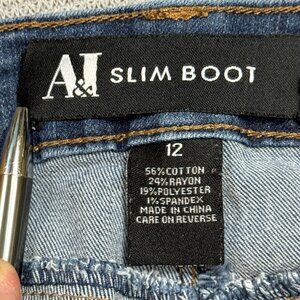 A&I SLIM BOOT
12
56%COTTON
24%RAYON
19%POLYESTER
1%SPANDEX
MADE IN CHINA
CARE ON REVERSE